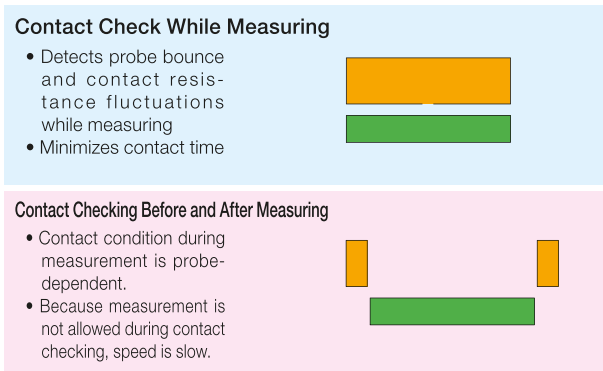 Contact Check While Measuring
• Detects probe bounce
and contact resis-
tance fluctuations
while measuring
• Minimizes contact time
Contact Checking Before and After Measuring
• Contact condition during
measurement is probe-
dependent.
• Because measurement is
not allowed during contact
checking, speed is slow.